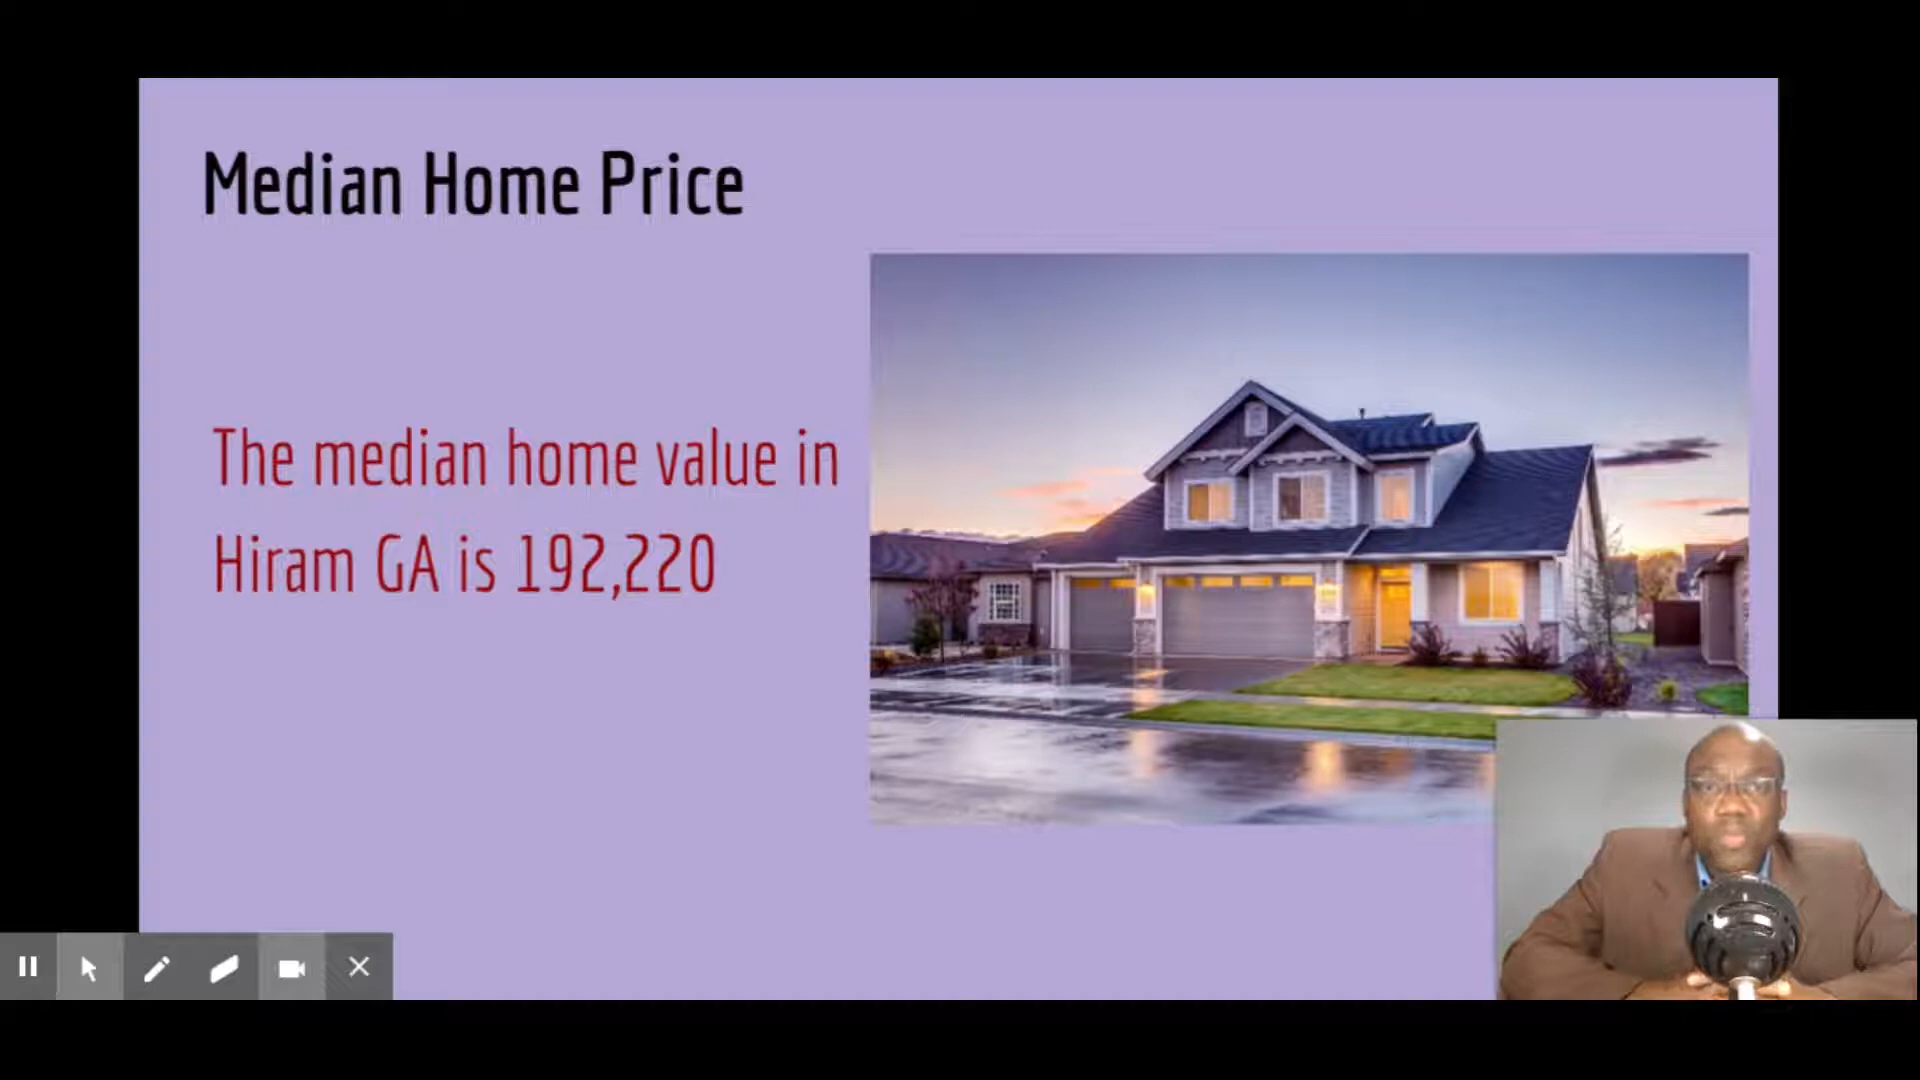 Median Home Price
The median home value in
Hiram GA is 192,220